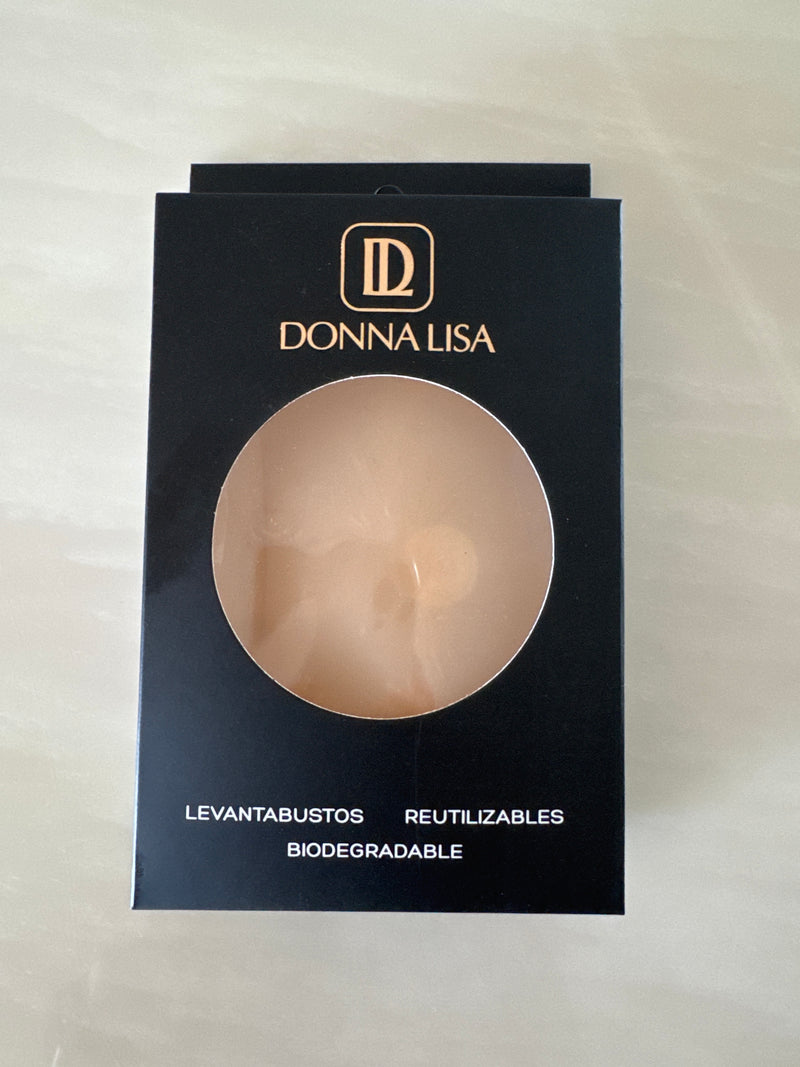 DL
DONNA LISA
LEVANTABUSTOS REUTILIZABLES
BIODEGRADABLE